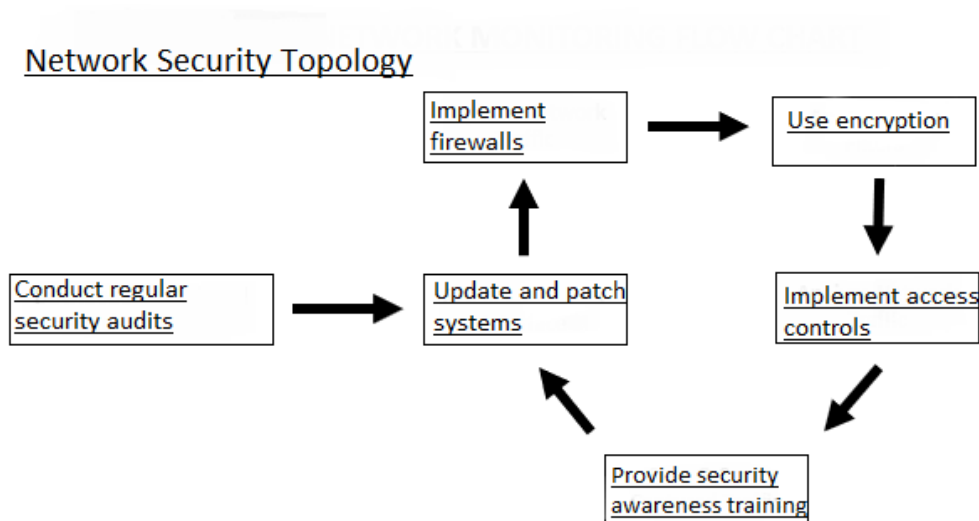 Network Security Topology
Implement
firewalls
Use encryption
Conduct regular
security audits
Update and patch
systems
Implement access
controls
Provide security
awareness training